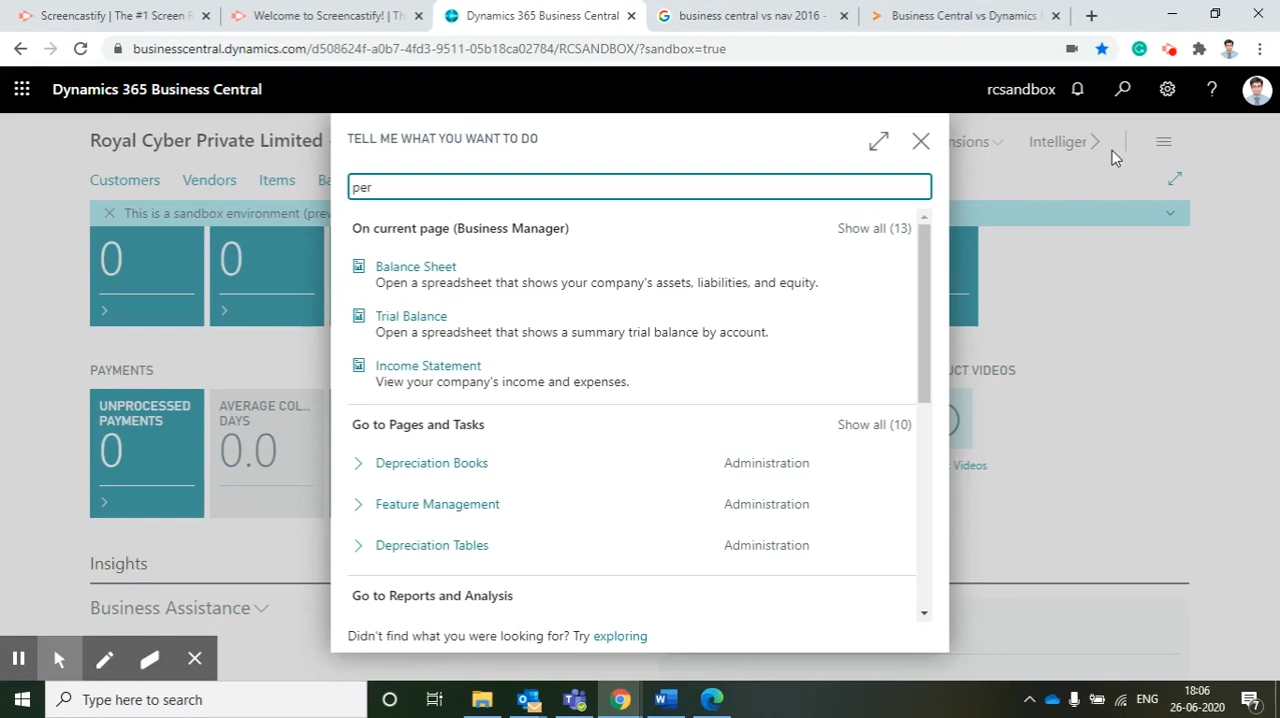 Screencastify | The #1 Screen R
Welcome to Screencastify! | Th
Dynamics 365 Business Central
business central vs nav 2016 -
Business Central vs Dynamics
businesscentral.dynamics.com/d508624f-a0b7-4fd3-9511-05b18ca02784/RCSANDBOX/?sandbox=true
Dynamics 365 Business Central
rcsandbox
Royal Cyber Private Limited
nsions
Intelliger
TELL ME WHAT YOU WANT TO DO
Customers
Vendors
Items
Ba
per
This is a sandbox environment (prev
On current page (Business Manager)
Show all (13)
0
0
Balance Sheet
Open a spreadsheet that shows your company's assets, liabilities, and equity.
Trial Balance
Open a spreadsheet that shows a summary trial balance by account.
Income Statement
View your company's income and expenses.
PAYMENTS
UNPROCESSED
PAYMENTS
0
AVERAGE COL...
DAYS
0.0
CT VIDEOS
Videos
Go to Pages and Tasks
Show all (10)
Depreciation Books
Administration
Feature Management
Administration
Depreciation Tables
Administration
Insights
Go to Reports and Analysis
Business Assistance
Didn't find what you were looking for? Try exploring
Type here to search
ENG
18:06
26-06-2020
7